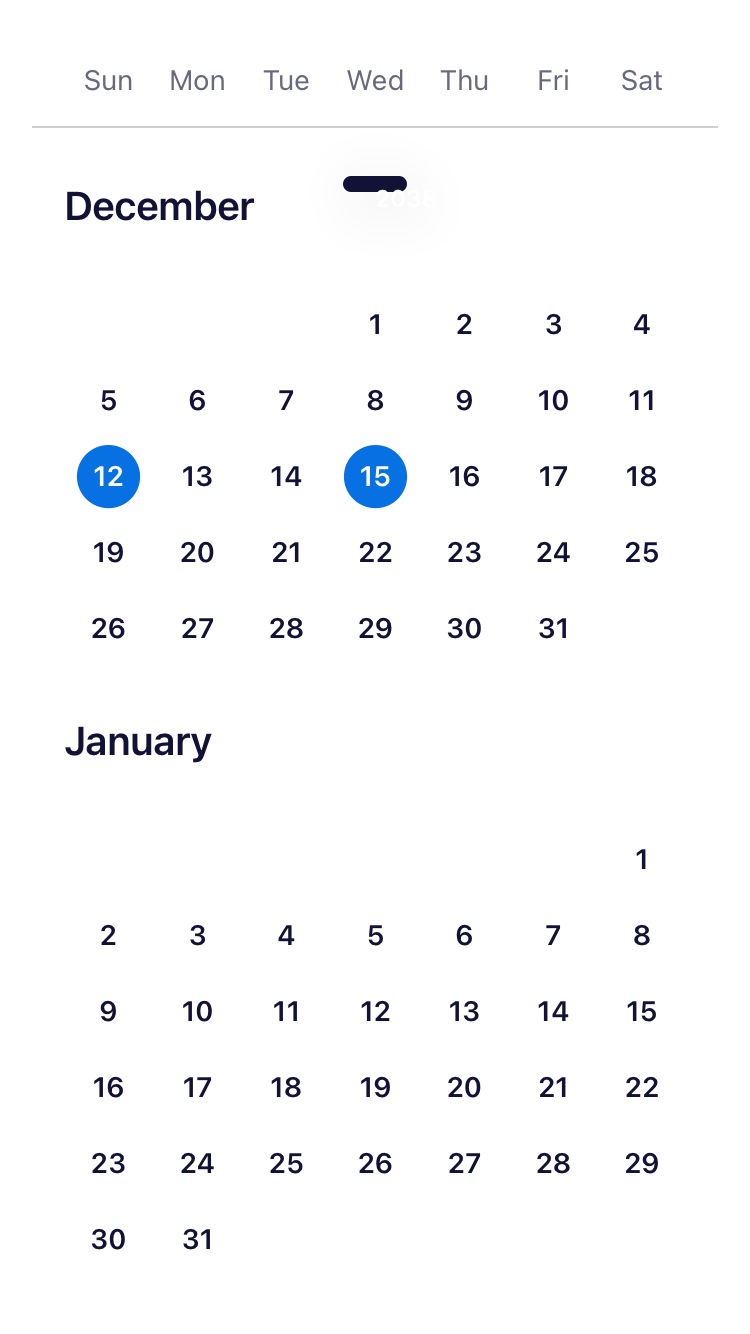 Sun Mon Tue Wed Thu Fri Sat
December
2038
1 2 3 4
5 6 7 8 9 10 11
12 13 14 15 16 17 18
19 20 21 22 23 24 25
26 27 28 29 30 31
January
1
2 3 4 5 6 7 8
9 10 11 12 13 14 15
16 17 18 19 20 21 22
23 24 25 26 27 28 29
30 31